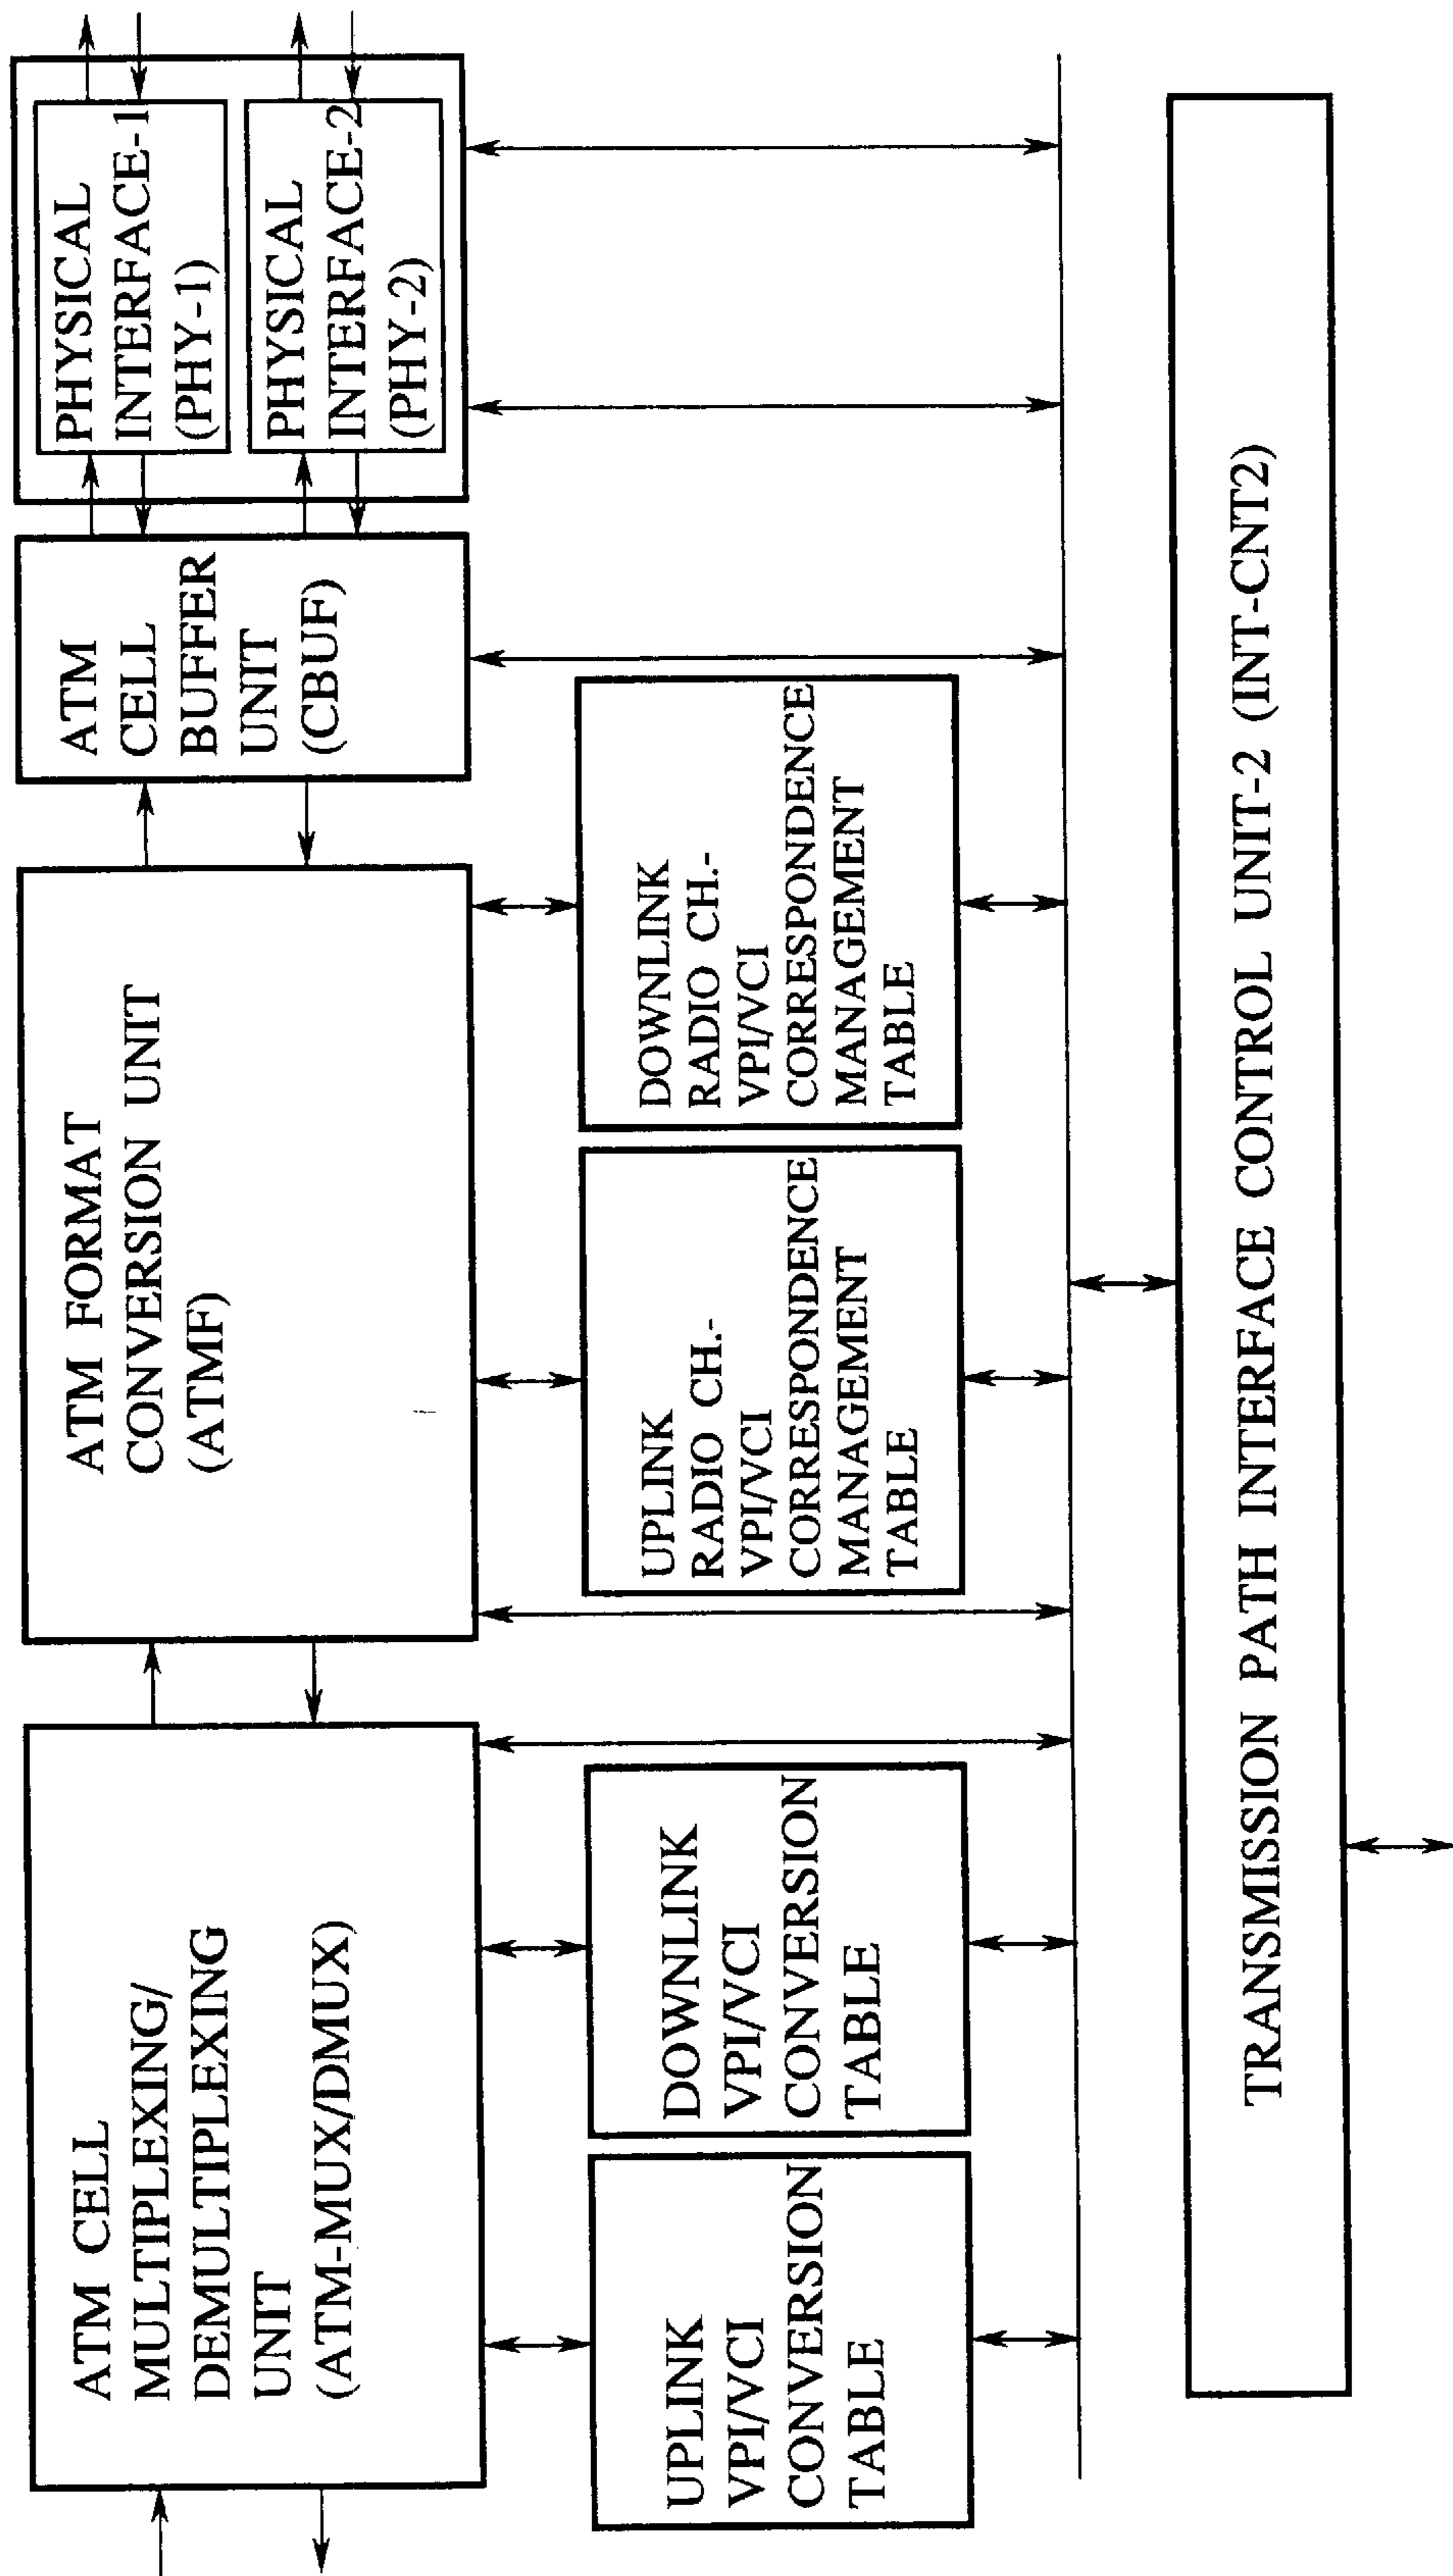 ATM CELL
MULTIPLEXING/
DEMULTIPLEXING
UNIT
(ATM-MUX/DMUX)
ATM FORMAT
CONVERSION UNIT
(ATMF)
ATM
CELL
BUFFER
UNIT
(CBUF)
PHYSICAL
INTERFACE-1
(PHY-1)
PHYSICAL
INTERFACE-2
(PHY-2)
UPLINK
VPI/VCI
CONVERSION
TABLE
DOWNLINK
VPI/VCI
CONVERSION
TABLE
UPLINK
RADIO CH.-
VPI/VCI
CORRESPONDENCE
MANAGEMENT
TABLE
DOWNLINK
RADIO CH.-
VPI/VCI
CORRESPONDENCE
MANAGEMENT
TABLE
TRANSMISSION PATH INTERFACE CONTROL UNIT-2 (INT-CNT2)